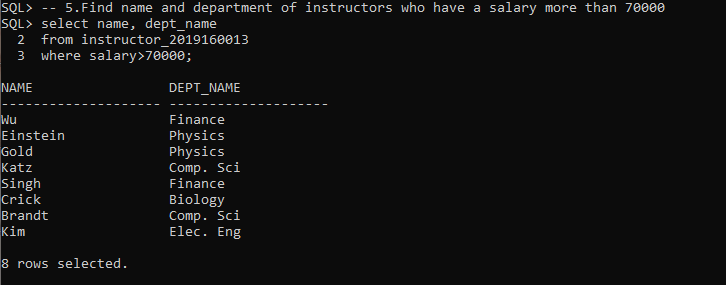 SQL> -- 5.Find name and department of instructors who have a salary more than 70000
SQL> select name, dept_name
  2  from instructor_2019160013
  3  where salary>70000;

NAME                 DEPT_NAME
-------------------- --------------------
Wu                   Finance
Einstein             Physics
Gold                 Physics
Katz                 Comp. Sci
Singh                Finance
Crick                Biology
Brandt               Comp. Sci
Kim                  Elec. Eng

8 rows selected.